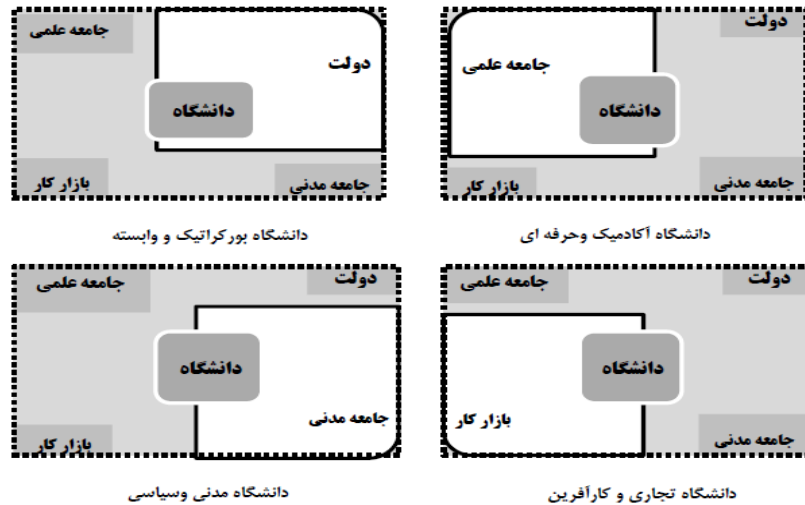 دولت
جامعه علمی
دانشگاه
جامعه مدنی
بازار کار
دانشگاه آکادمیک وحرفه ای
جامعه علمی
دولت
دانشگاه
جامعه مدنی
بازار کار
دانشگاه بورکراتیک و وابسته
دولت
جامعه علمی
دانشگاه
بازار کار
جامعه مدنی
دانشگاه تجاری و کارآفرین
دولت
جامعه علمی
دانشگاه
جامعه مدنی
بازار کار
دانشگاه مدنی وسیاسی